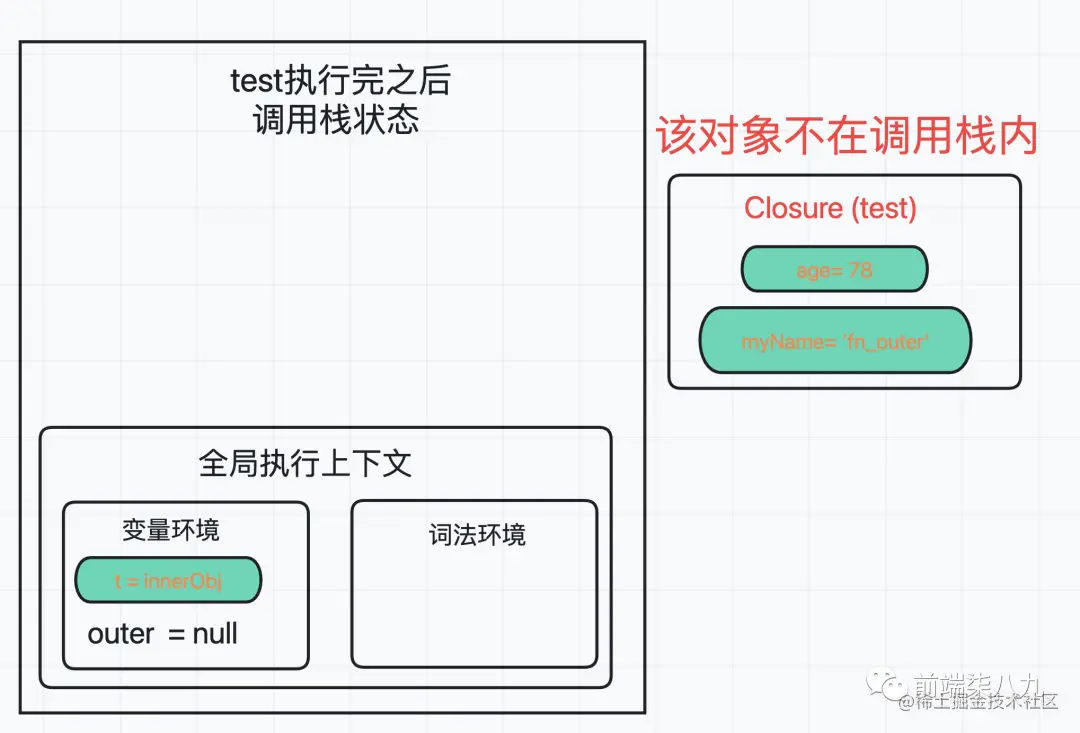 test执行完之后
调用栈状态
该对象不在调用栈内
Closure (test)
age= 78
myName= 'fn_outer'
全局执行上下文
变量环境
t = innerObj
outer = null
词法环境
前端柒八九
@稀土掘金技术社区